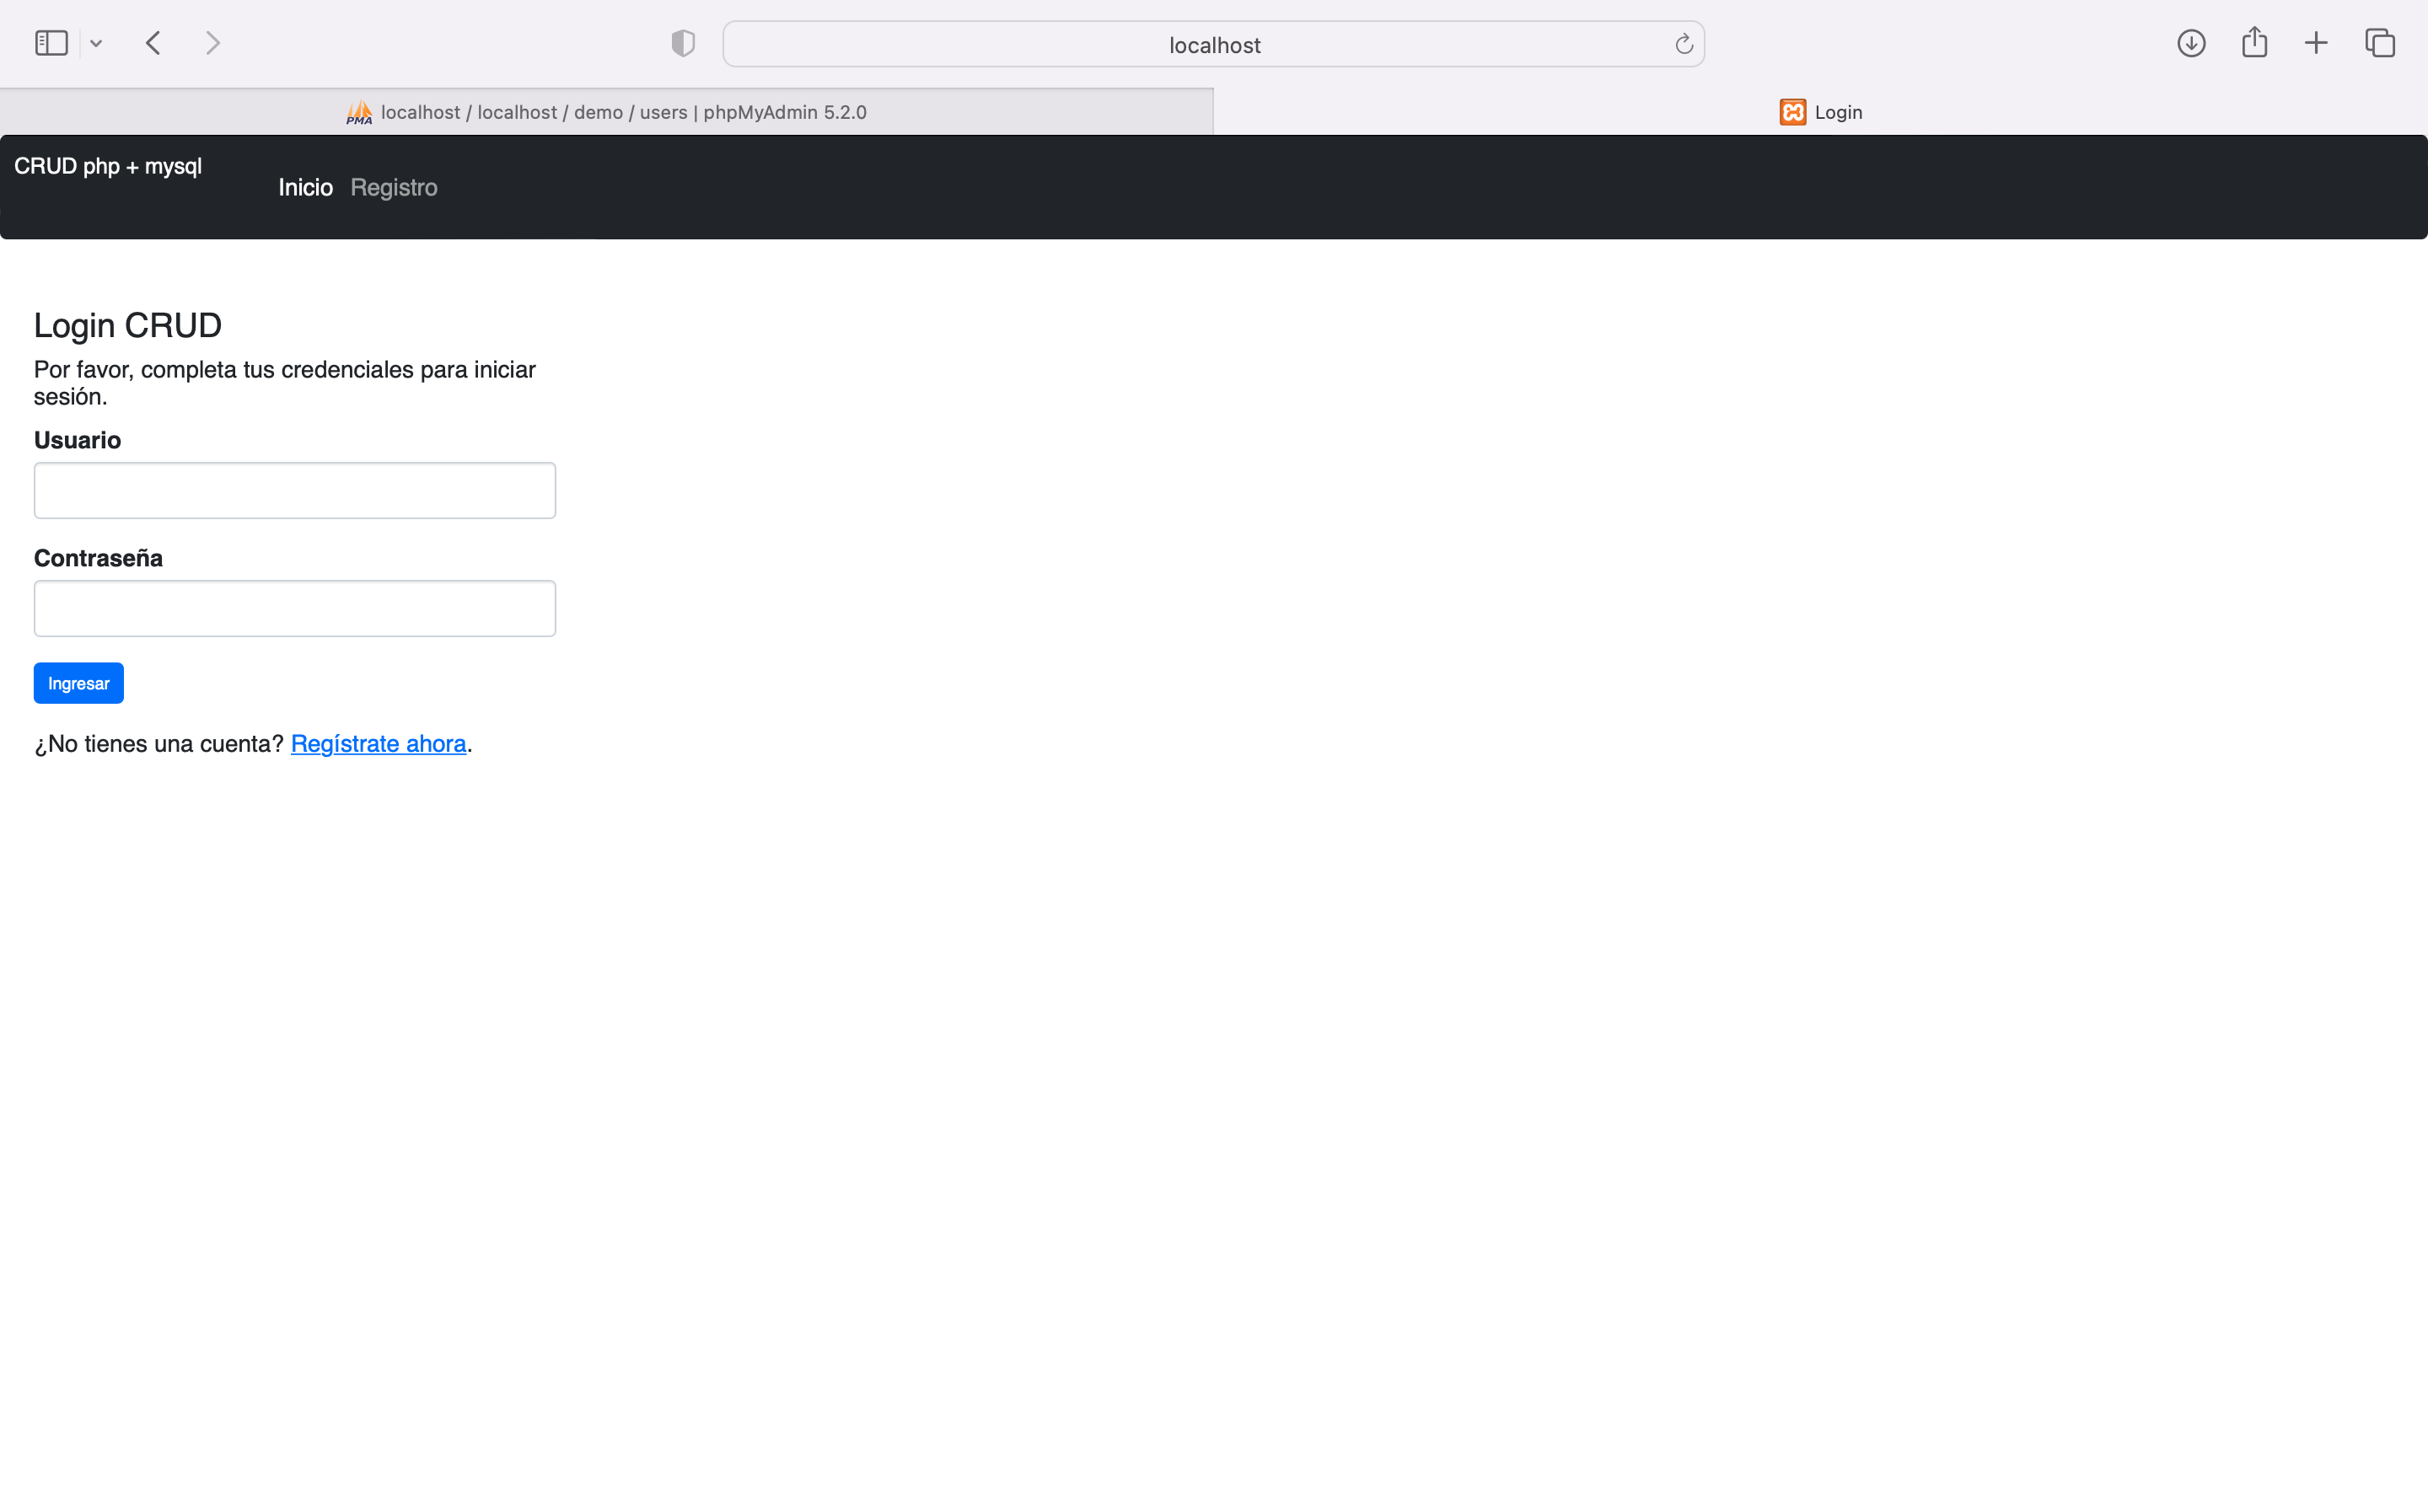 localhost
PMA localhost / localhost / demo / users | phpMyAdmin 5.2.0
Login
CRUD php + mysql
Inicio Registro
Login CRUD
Por favor, completa tus credenciales para iniciar
sesión.
Usuario
Contraseña
Ingresar
¿No tienes una cuenta? Regístrate ahora.